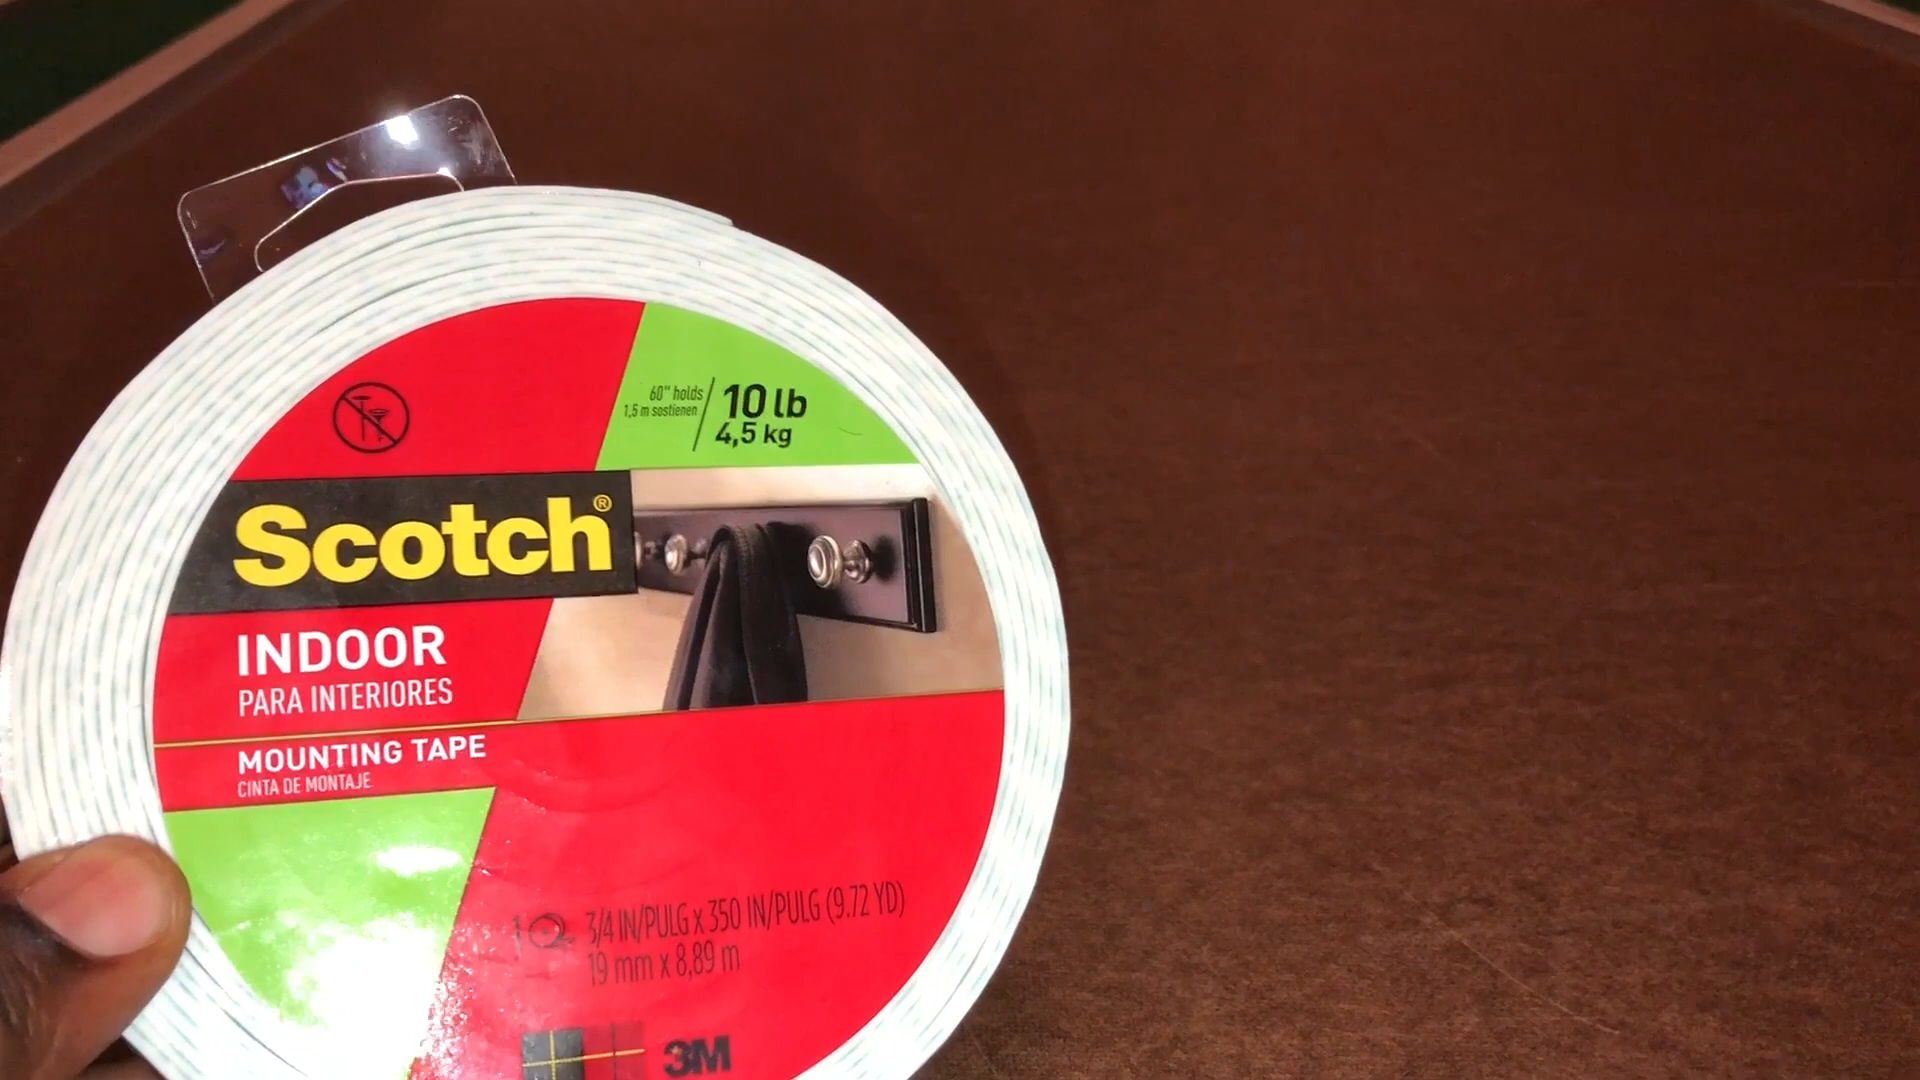 60" holds
1,5 m sostienen
10 lb
4,5 kg
Scotch®
INDOOR
PARA INTERIORES
MOUNTING TAPE
CINTA DE MONTAJE
1 3/4 IN/PULG x 350 IN/PULG (9.72 YD)
19 mm x 8,89 m
3M